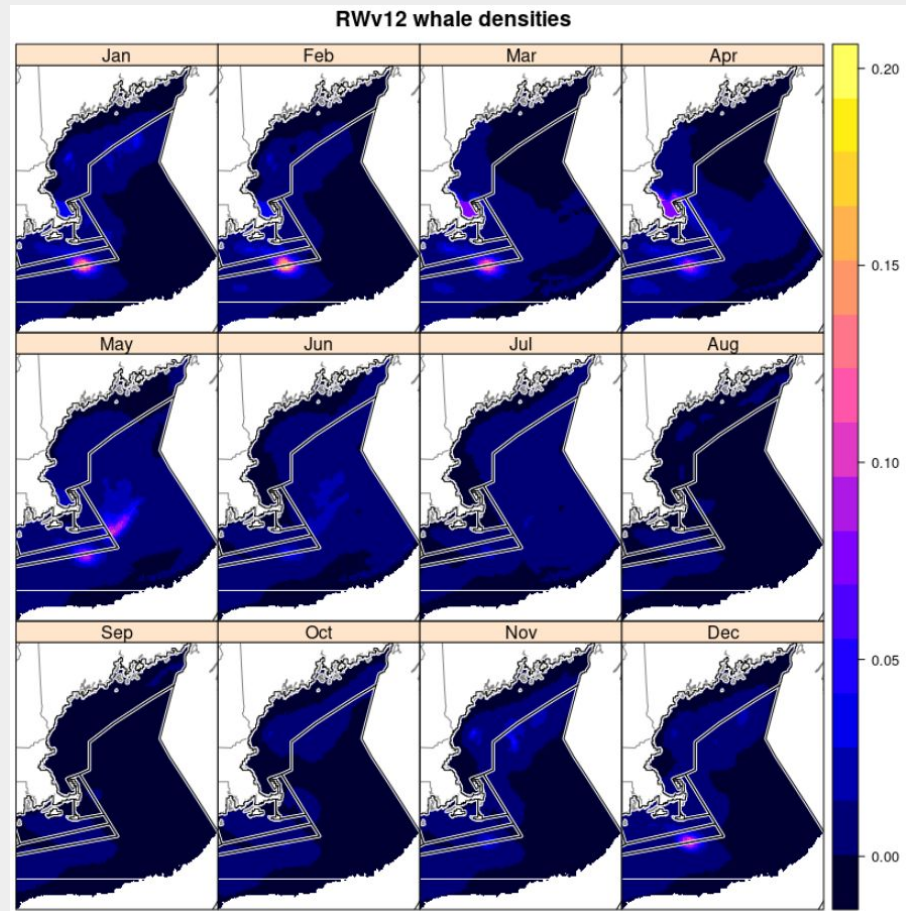 RWv12 whale densities
Jan Feb Mar Apr
0.20
0.15
May Jun Jul Aug
0.10
Sep Oct Nov Dec
0.05
0.00